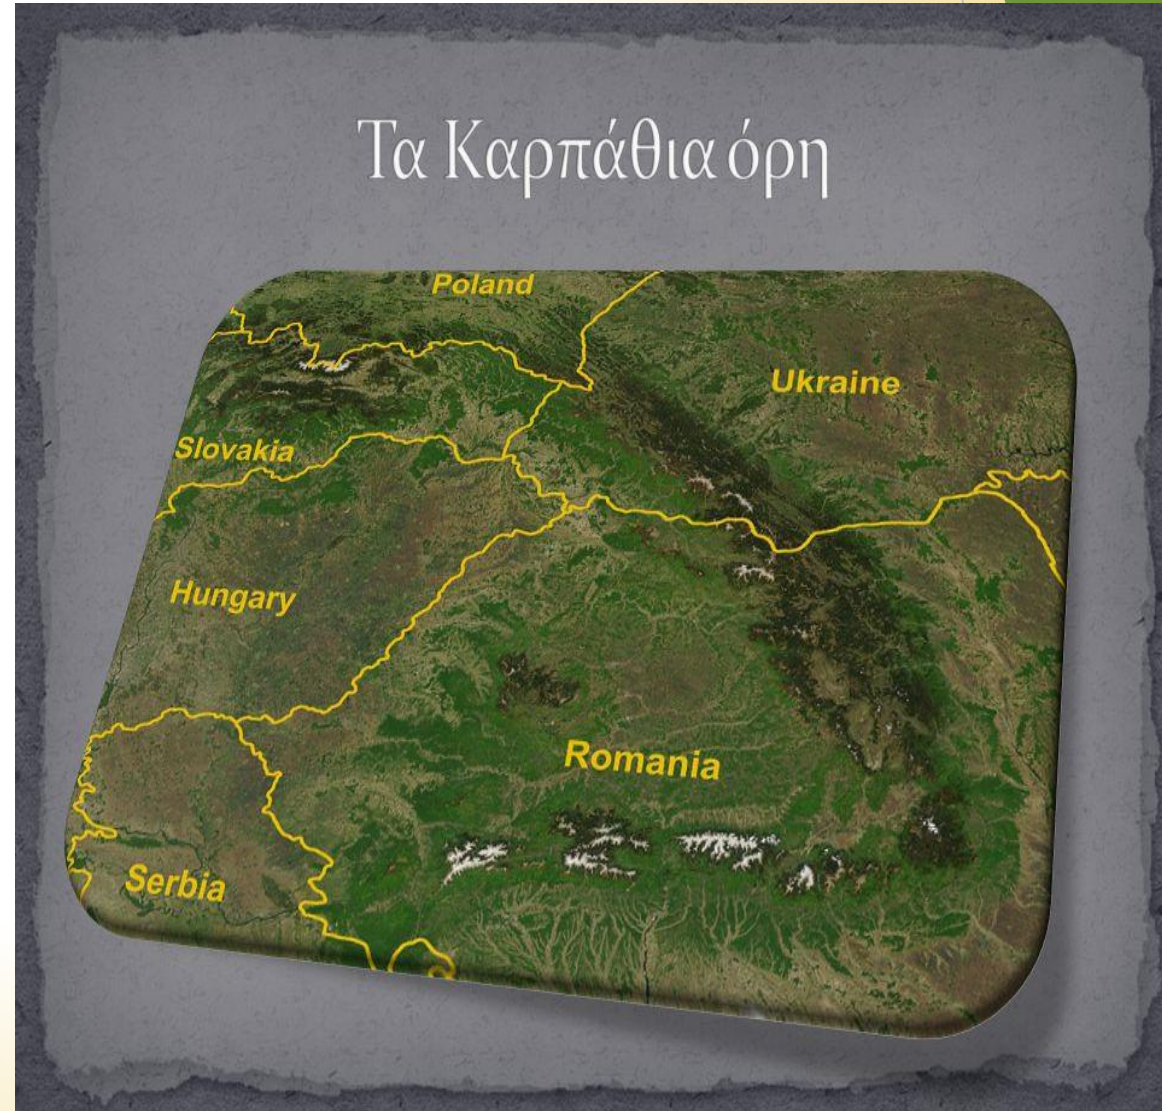 Τα Καρπάθια όρη
Poland
Ukraine
Slovakia
Hungary
Romania
Serbia